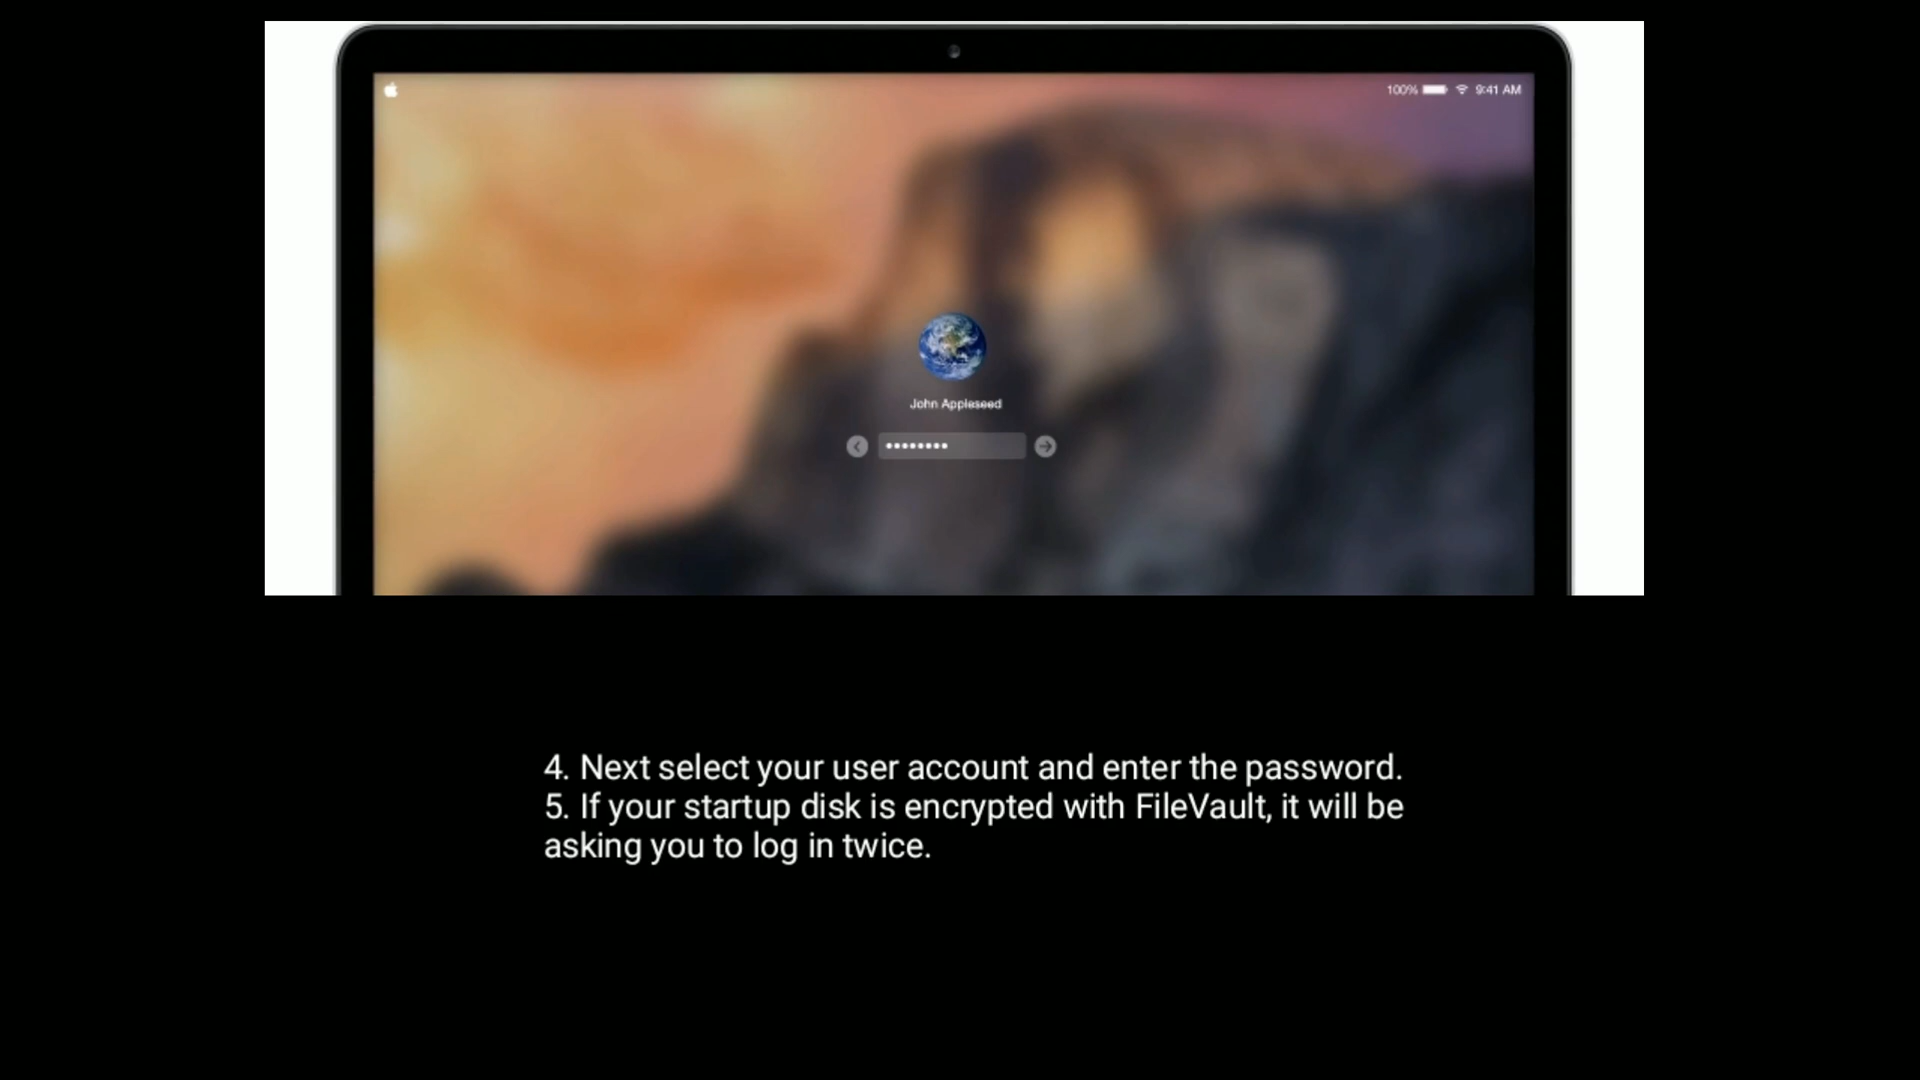 100% 9:41 AM
John Appleseed
4. Next select your user account and enter the password.
5. If your startup disk is encrypted with FileVault, it will be
asking you to log in twice.